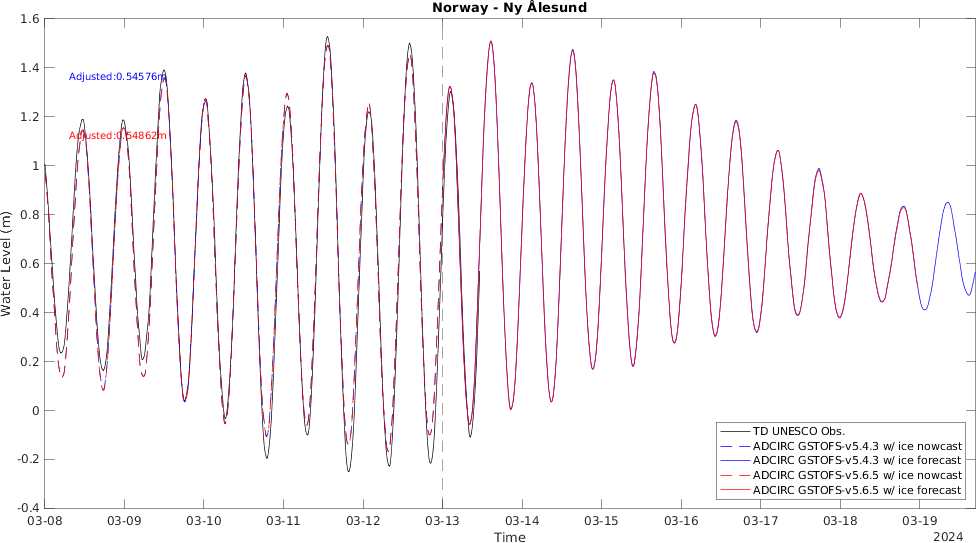 Norway - Ny Ålesund
1.6
1.4
1.2
1
0.8
0.6
0.4
0.2
0
-0.2
-0.4
Water Level (m)
Adjusted:0.54576m
Adjusted:0.54862m
TD UNESCO Obs.
ADCIRC GSTOFS-v5.4.3 w/ ice nowcast
ADCIRC GSTOFS-v5.4.3 w/ ice forecast
ADCIRC GSTOFS-v5.6.5 w/ ice nowcast
ADCIRC GSTOFS-v5.6.5 w/ ice forecast
03-08 03-09 03-10 03-11 03-12 03-13 03-14 03-15 03-16 03-17 03-18 03-19
Time
2024